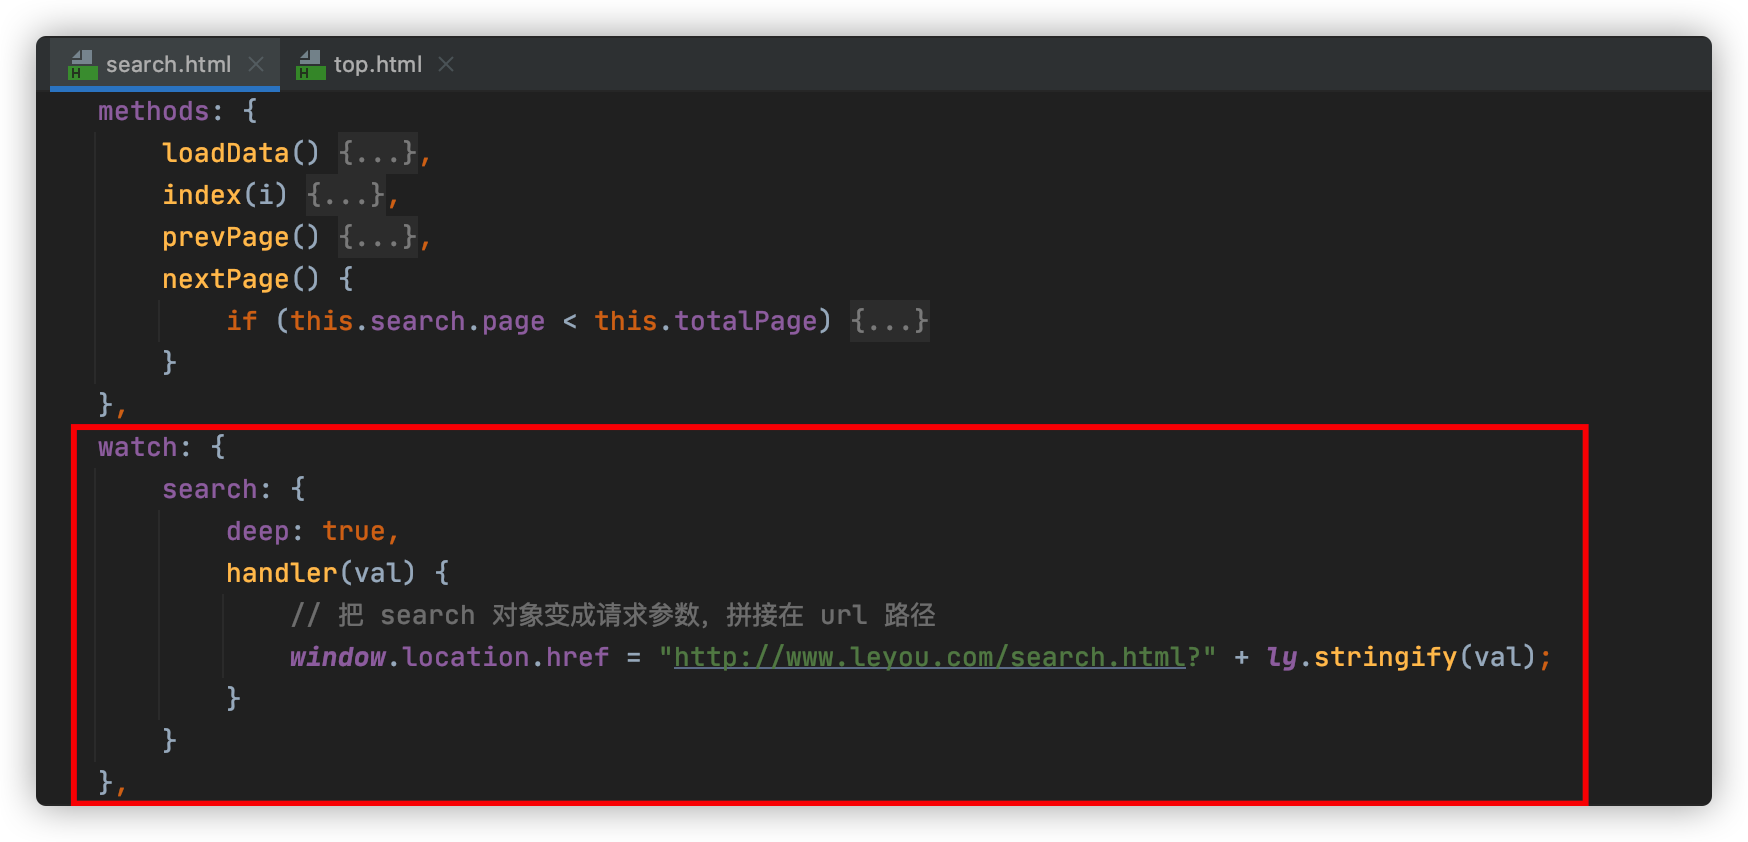 search.html top.html
methods: {
loadData() {...},
index(i) {...},
prevPage() {...},
nextPage() {
if (this.search.page < this.totalPage) {...}
}
},
watch: {
search: {
deep: true,
handler(val) {
// 把 search 对象变成请求参数，拼接在 url 路径
window.location.href = "http://www.leyou.com/search.html?" + ly.stringify(val);
}
}
},